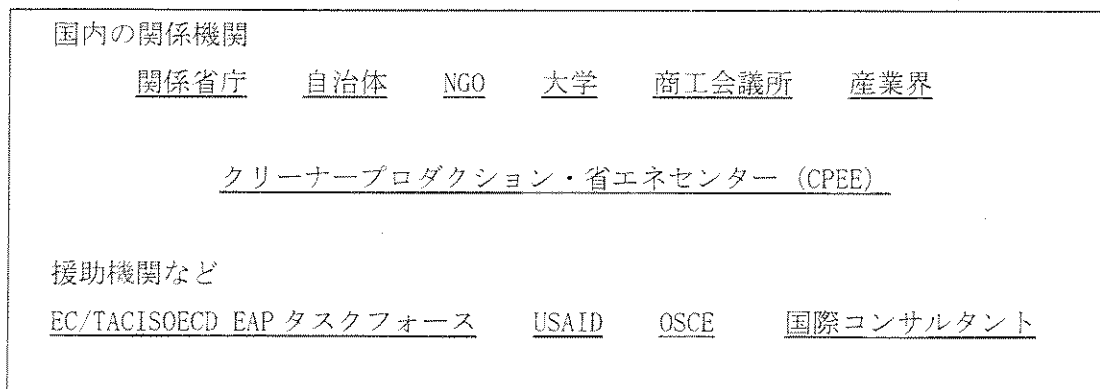 国内の関係機関
関係省庁 自治体 NGO 大学 商工会議所 産業界
クリーナープロダクション・省エネセンター (CPEE)
援助機関など
EC/TACISOECD EAP タスクフォース USAID OSCE 国際コンサルタント